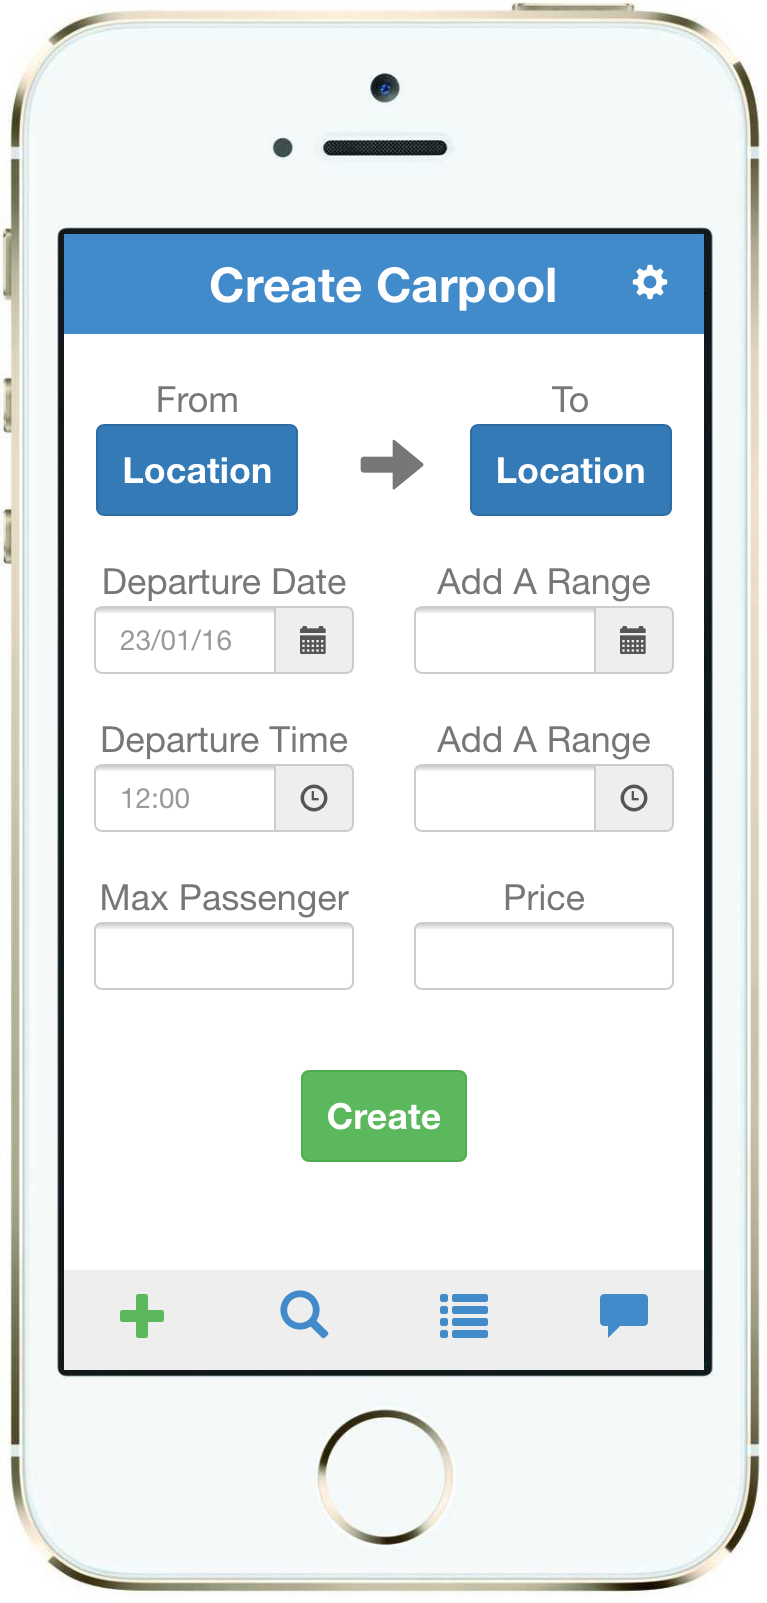 Create Carpool
From To
Location Location
Departure Date Add A Range
23/01/16
Departure Time Add A Range
12:00
Max Passenger Price
Create